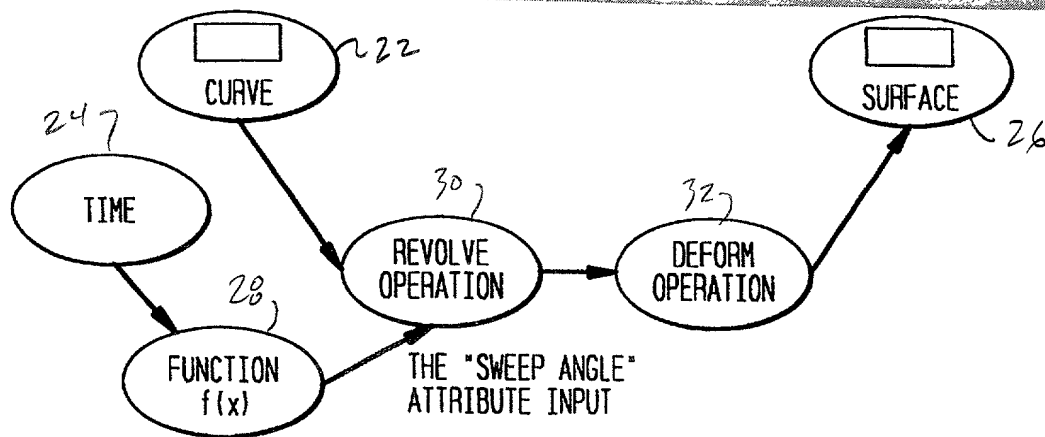 22
CURVE
SURFACE
26
24
TIME
30
REVOLVE
OPERATION
32
DEFORM
OPERATION
28
FUNCTION
f(x)
THE "SWEEP ANGLE"
ATTRIBUTE INPUT